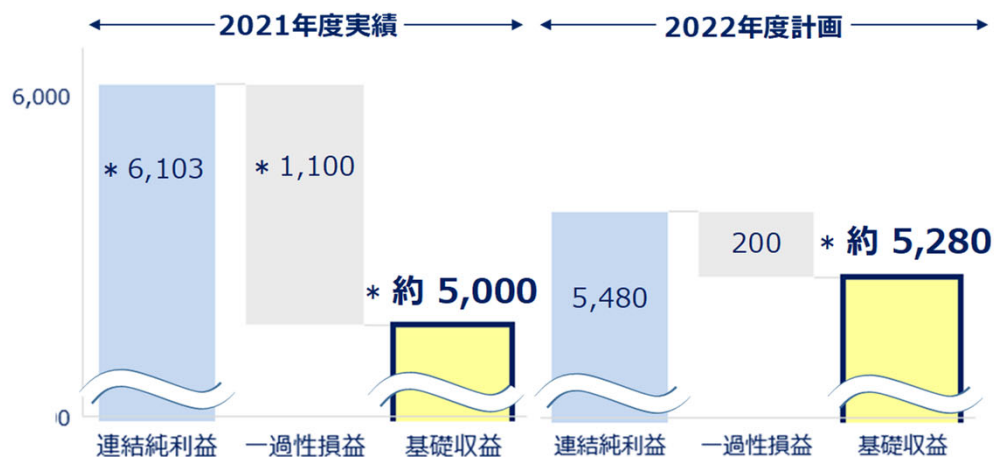 2021年度実績
2022年度計画
6,000
* 6,103
* 1,100
* 約 5,000
5,480
200
* 約 5,280
連結純利益
一過性損益
基礎収益
連結純利益
一過性損益
基礎収益